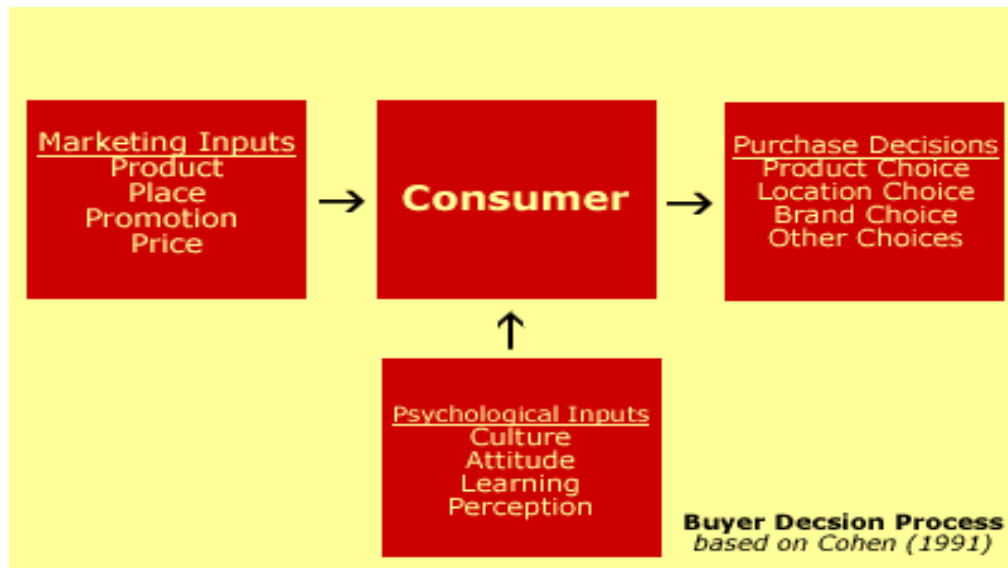 Marketing Inputs
Product
Place
Promotion
Price
→
Consumer
→
Purchase Decisions
Product Choice
Location Choice
Brand Choice
Other Choices
↑
Psychological Inputs
Culture
Attitude
Learning
Perception
Buyer Decsion Process
based on Cohen (1991)